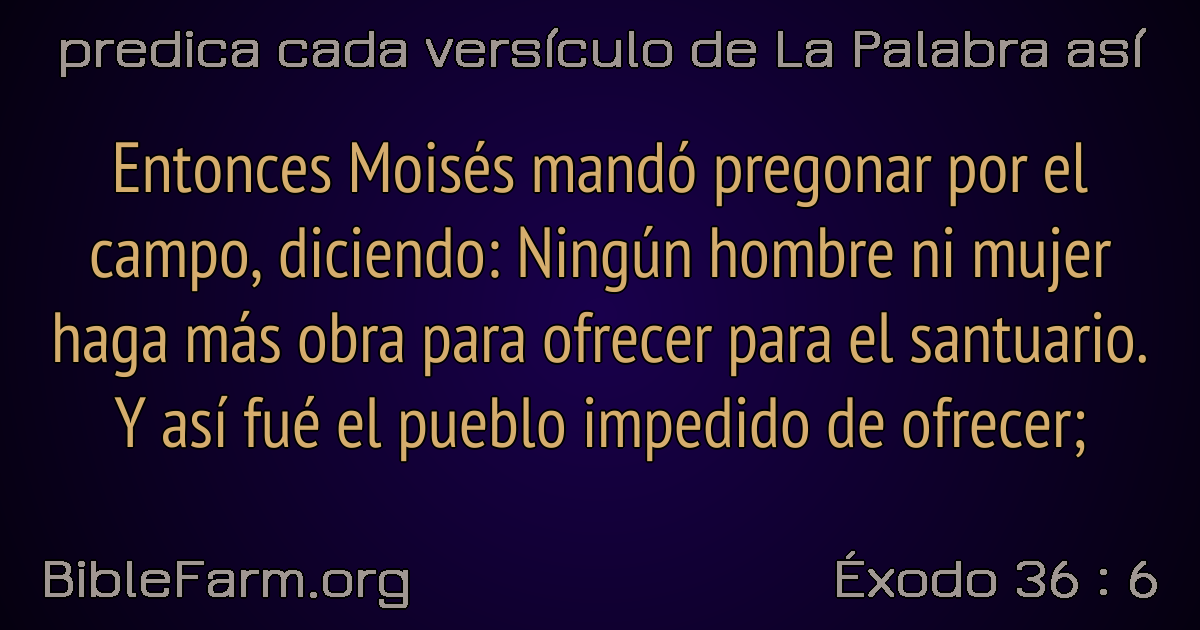 predica cada versículo de La Palabra así
Entonces Moisés mandó pregonar por el
campo, diciendo: Ningún hombre ni mujer
haga más obra para ofrecer para el santuario.
Y así fué el pueblo impedido de ofrecer;
BibleFarm.org
Éxodo 36 : 6